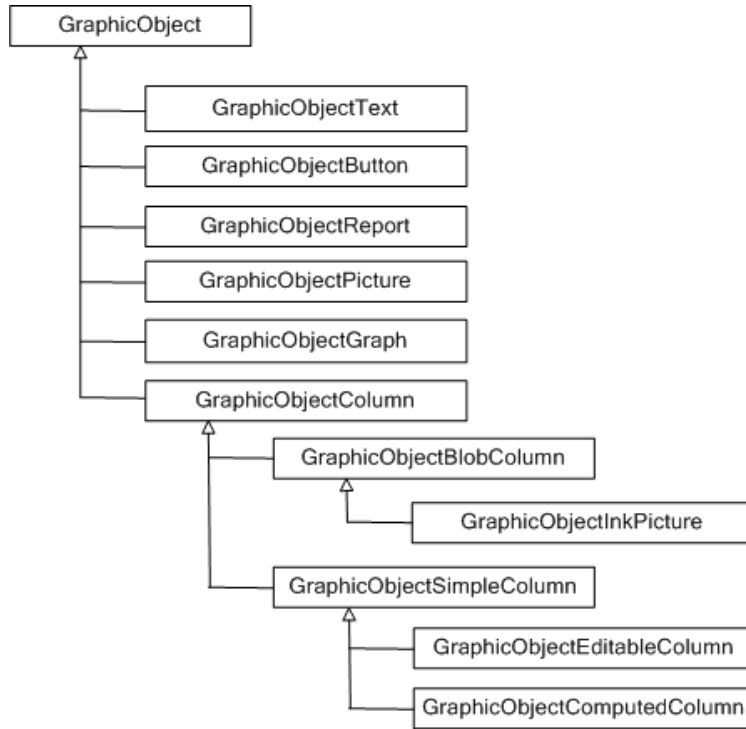 GraphicObject
GraphicObjectText
GraphicObjectButton
GraphicObjectReport
GraphicObjectPicture
GraphicObjectGraph
GraphicObjectColumn
GraphicObjectBlobColumn
GraphicObjectInkPicture
GraphicObjectSimpleColumn
GraphicObjectEditableColumn
GraphicObjectComputedColumn